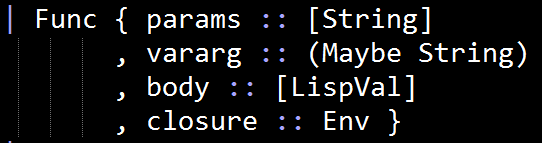 | Func { params :: [String]
, vararg :: (Maybe String)
, body :: [LispVal]
, closure :: Env }